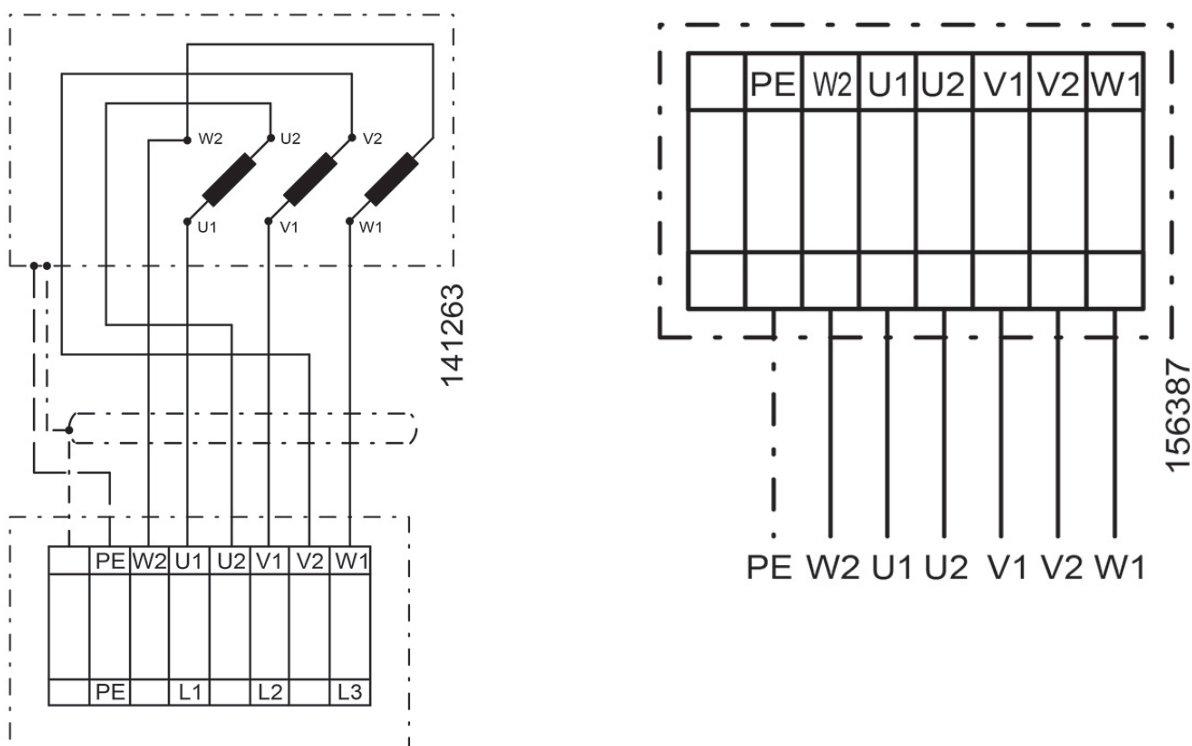 W2 U2 V2
U1 V1 W1
141263
PE W2 U1 U2 V1 V2 W1
PE L1 L2 L3
PE W2 U1 U2 V1 V2 W1
156387
PE W2 U1 U2 V1 V2 W1